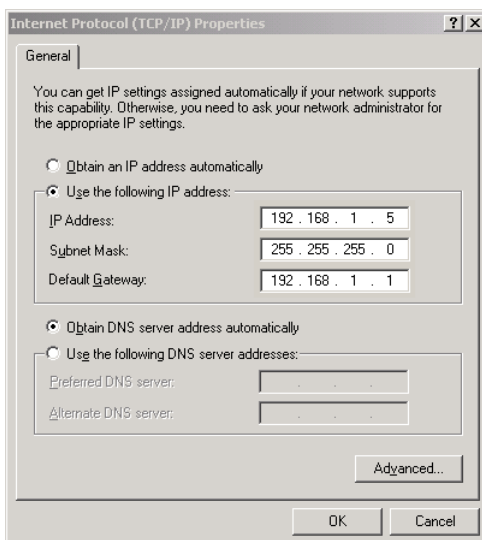 Internet Protocol (TCP/IP) Properties
General
You can get IP settings assigned automatically if your network supports
this capability. Otherwise, you need to ask your network administrator for
the appropriate IP settings.
Obtain an IP address automatically
Use the following IP address:
IP Address: 192 . 168 . 1 . 5
Subnet Mask: 255 . 255 . 255 . 0
Default Gateway: 192 . 168 . 1 . 1
Obtain DNS server address automatically
Use the following DNS server addresses:
Preferred DNS server: . . .
Alternate DNS server: . . .
Advanced...
OK Cancel